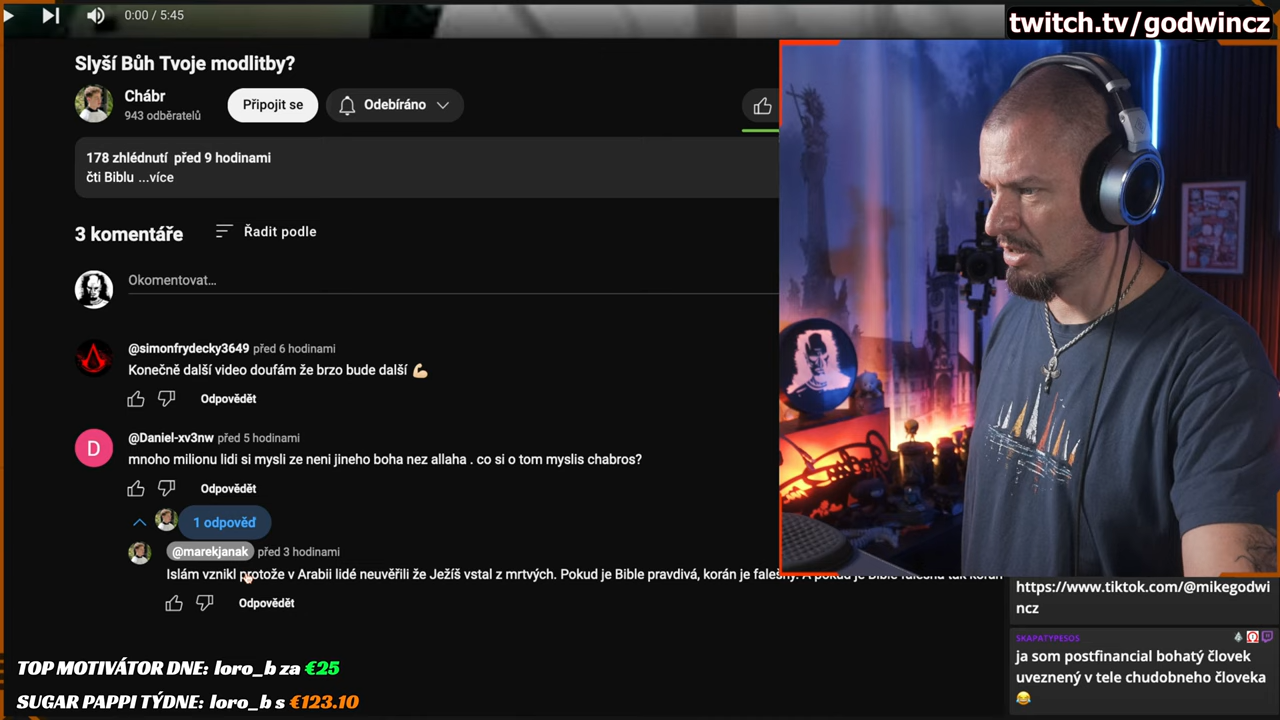 0:00 / 5:45
twitch.tv/godwincz
Slyší Bůh Tvoje modlitby?
Chábr
943 odběratelů
Připojit se
Odebíráno
178 zhlédnutí před 9 hodinami
čti Biblu ...více
3 komentáře
Řadit podle
Okomentovat...
@simonfrydecky3649 před 6 hodinami
Konečně další video doufám že brzo bude další 💪🏻
Odpovědět
D
@Daniel-xv3nw před 5 hodinami
mnoho milionu lidi si mysli ze neni jineho boha nez allaha . co si o tom myslis chabros?
Odpovědět
1 odpověď
@marekjanak před 3 hodinami
Islám vznikl protože v Arabii lidé neuvěřili že Ježíš vstal z mrtvých. Pokud je Bible pravdivá, korán je falešný. A pokud je Bible falešná tak korán
Odpovědět
https://www.tiktok.com/@mikegodwi
ncz
SKAPATYPESOS
ja som postfinancial bohatý človek
uveznený v tele chudobneho človeka
😂
TOP MOTIVÁTOR DNE: loro_b za €25
SUGAR PAPPI TÝDNE: loro_b s €123.10